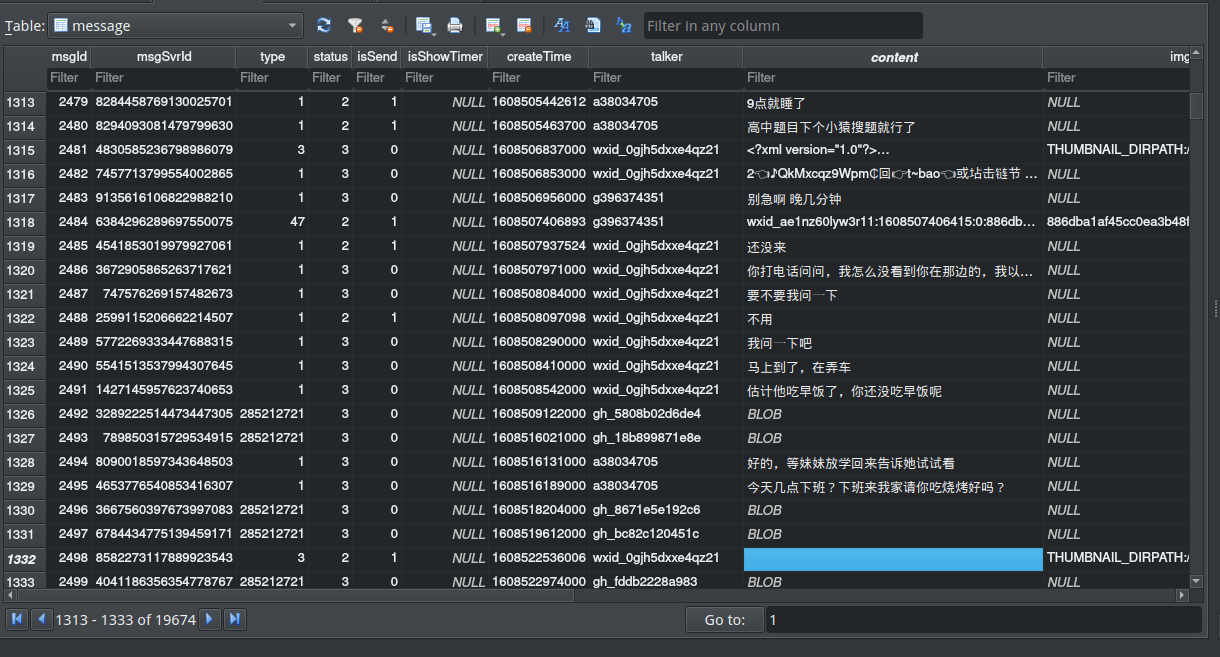 Table: message Filter in any column
msgId msgSvrId type status isSend isShowTimer createTime talker content img
Filter Filter Filter Filter Filter Filter Filter Filter Filter Filter
1313 2479 8284458769130025701 1 2 1 NULL 1608505442612 a38034705 9点就睡了 NULL
1314 2480 8294093081479799630 1 2 1 NULL 1608505463700 a38034705 高中题目下个小猿搜题就行了 NULL
1315 2481 4830585236798986079 3 3 0 NULL 1608506837000 wxid_0gjh5dxxe4qz21 <?xml version="1.0"?>... THUMBNAIL_DIRPATH:/
1316 2482 7457713799554002865 1 3 0 NULL 1608506853000 wxid_0gjh5dxxe4qz21 2👈♪QkMxcqz9Wpm₵回👉t~bao👈或坫击链节 ... NULL
1317 2483 9135616106822988210 1 3 0 NULL 1608506956000 g396374351 别急啊 晚几分钟 NULL
1318 2484 6384296289697550075 47 2 1 NULL 1608507406893 g396374351 wxid_ae1nz60lyw3r11:1608507406415:0:886db... 886dba1af45cc0ea3b48f
1319 2485 4541853019979927061 1 2 1 NULL 1608507937524 wxid_0gjh5dxxe4qz21 还没来 NULL
1320 2486 3672905865263717621 1 3 0 NULL 1608507971000 wxid_0gjh5dxxe4qz21 你打电话问问，我怎么没看到你在那边的，我以... NULL
1321 2487 747576269157482673 1 3 0 NULL 1608508084000 wxid_0gjh5dxxe4qz21 要不要我问一下 NULL
1322 2488 2599115206662214507 1 2 1 NULL 1608508097098 wxid_0gjh5dxxe4qz21 不用 NULL
1323 2489 5772269333447688315 1 3 0 NULL 1608508290000 wxid_0gjh5dxxe4qz21 我问一下吧 NULL
1324 2490 5541513537994307645 1 3 0 NULL 1608508410000 wxid_0gjh5dxxe4qz21 马上到了，在弄车 NULL
1325 2491 1427145957623740653 1 3 0 NULL 1608508542000 wxid_0gjh5dxxe4qz21 估计他吃早饭了，你还没吃早饭呢 NULL
1326 2492 3289222514473447305 285212721 3 0 NULL 1608509122000 gh_5808b02d6de4 BLOB NULL
1327 2493 789850315729534915 285212721 3 0 NULL 1608516021000 gh_18b899871e8e BLOB NULL
1328 2494 8090018597343648503 1 3 0 NULL 1608516131000 a38034705 好的，等妹妹放学回来告诉她试试看 NULL
1329 2495 4653776540853416307 1 3 0 NULL 1608516189000 a38034705 今天几点下班？下班来我家请你吃烧烤好吗？ NULL
1330 2496 3667560397673997083 285212721 3 0 NULL 1608518204000 gh_8671e5e192c6 BLOB NULL
1331 2497 6784434775139459171 285212721 3 0 NULL 1608519612000 gh_bc82c120451c BLOB NULL
1332 2498 8582273117889923543 3 2 1 NULL 1608522536006 wxid_0gjh5dxxe4qz21 THUMBNAIL_DIRPATH:/
1333 2499 4041186356354778767 285212721 3 0 NULL 1608522974000 gh_fddb2228a983 BLOB NULL
1313 - 1333 of 19674 Go to: 1